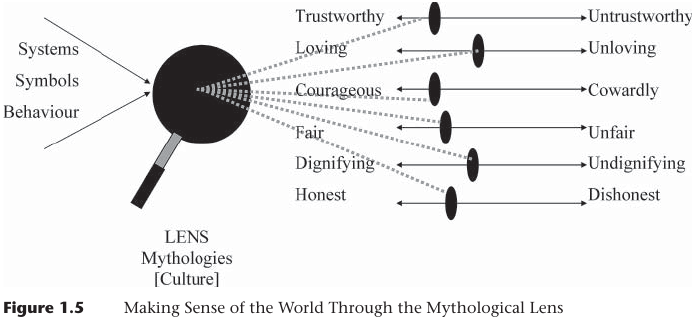 Trustworthy Untrustworthy
Systems Loving Unloving
Symbols Courageous Cowardly
Behaviour
Fair Unfair
Dignifying Undignifying
Honest Dishonest
LENS
Mythologies
[Culture]
Figure 1.5 Making Sense of the World Through the Mythological Lens